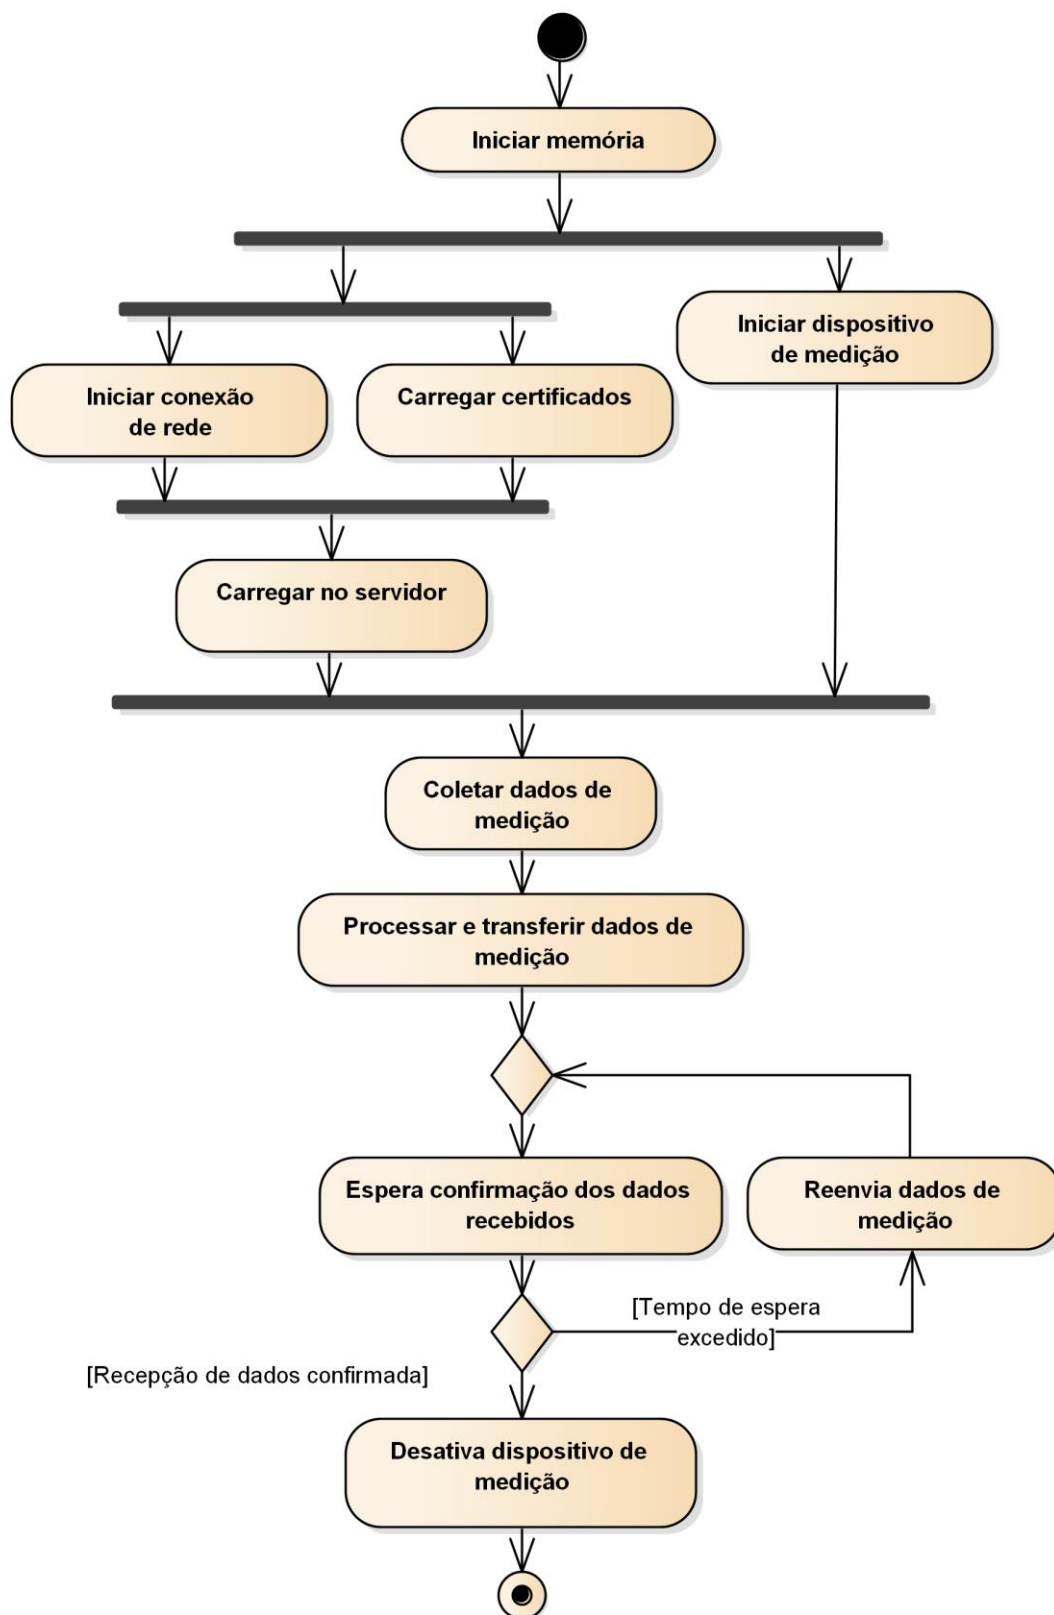 Iniciar memória
Iniciar dispositivo
de medição
Iniciar conexão
de rede
Carregar certificados
Carregar no servidor
Coletar dados de
medição
Processar e transferir dados de
medição
Espera confirmação dos dados
recebidos
Reenvia dados de
medição
[Tempo de espera
excedido]
[Recepção de dados confirmada]
Desativa dispositivo de
medição